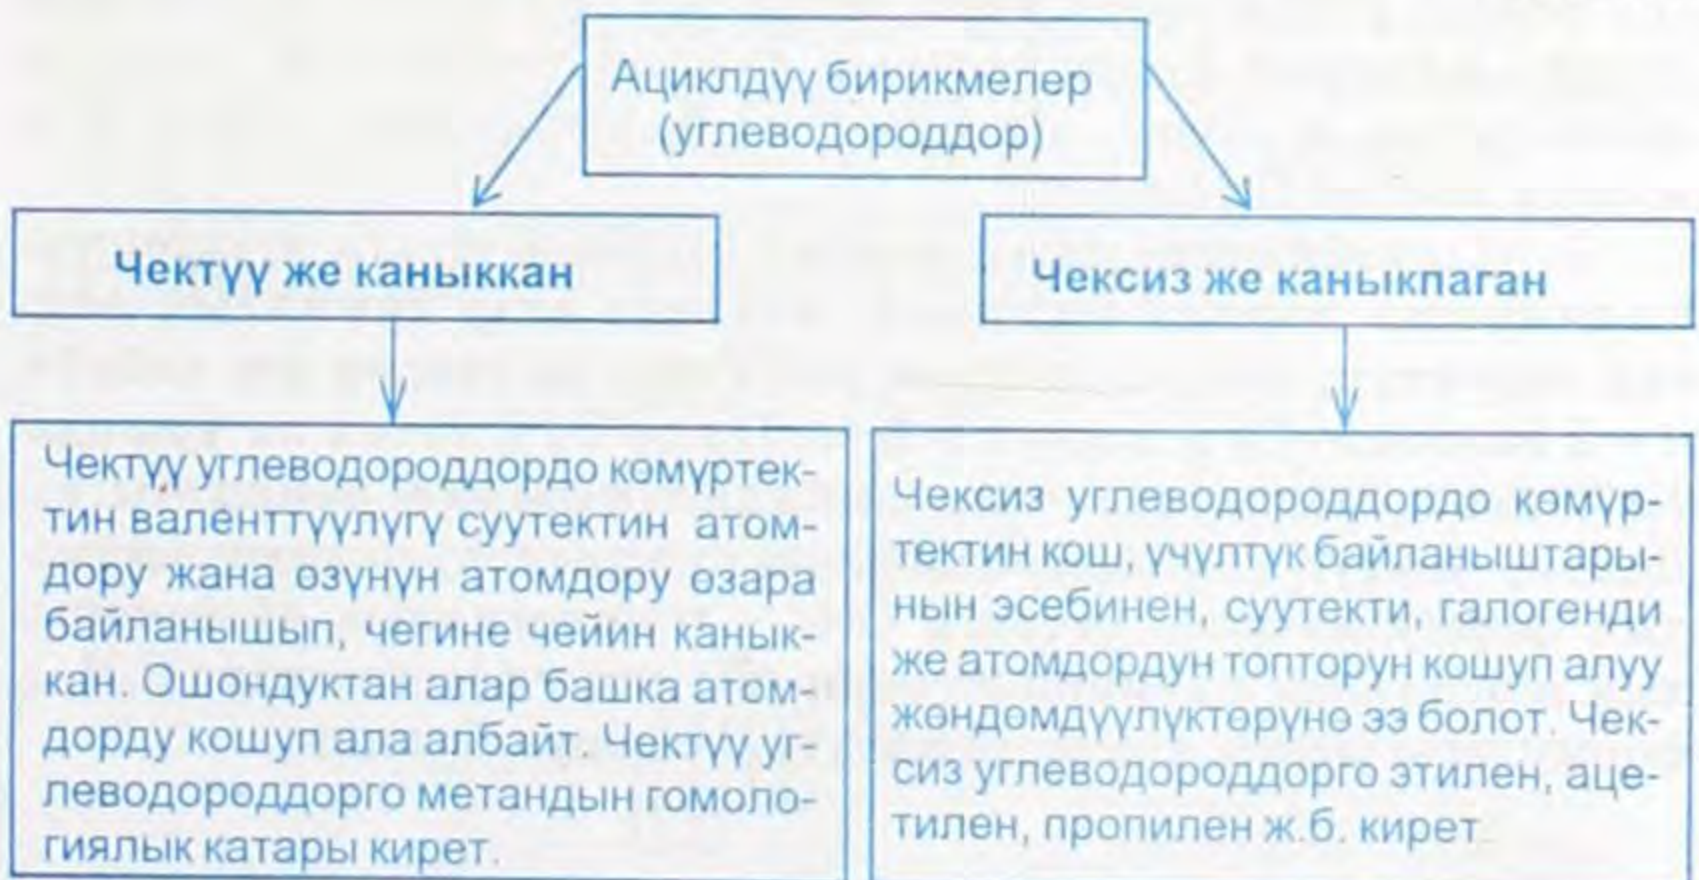 Ациклдүү бирикмелер
(углеводороддор)
Чектүү же каныккан
Чексиз же каныкпаган
Чектүү углеводороддордо көмүртек-
тин валенттүүлүгү суутектин атом-
дору жана өзүнүн атомдору өзара
байланышып, чегине чейин канык-
кан. Ошондуктан алар башка атом-
дорду кошуп ала албайт. Чектүү уг-
леводороддорго метандын гомоло-
гиялык катары кирет.
Чексиз углеводороддордо көмүр-
тектин кош, үчүлтүк байланыштары-
нын эсебинен, суутекти, галогенди
же атомдордун топторун кошуп алуу
жөндөмдүүлүктөрүнө ээ болот. Чек-
сиз углеводороддорго этилен, аце-
тилен, пропилен ж.б. кирет.